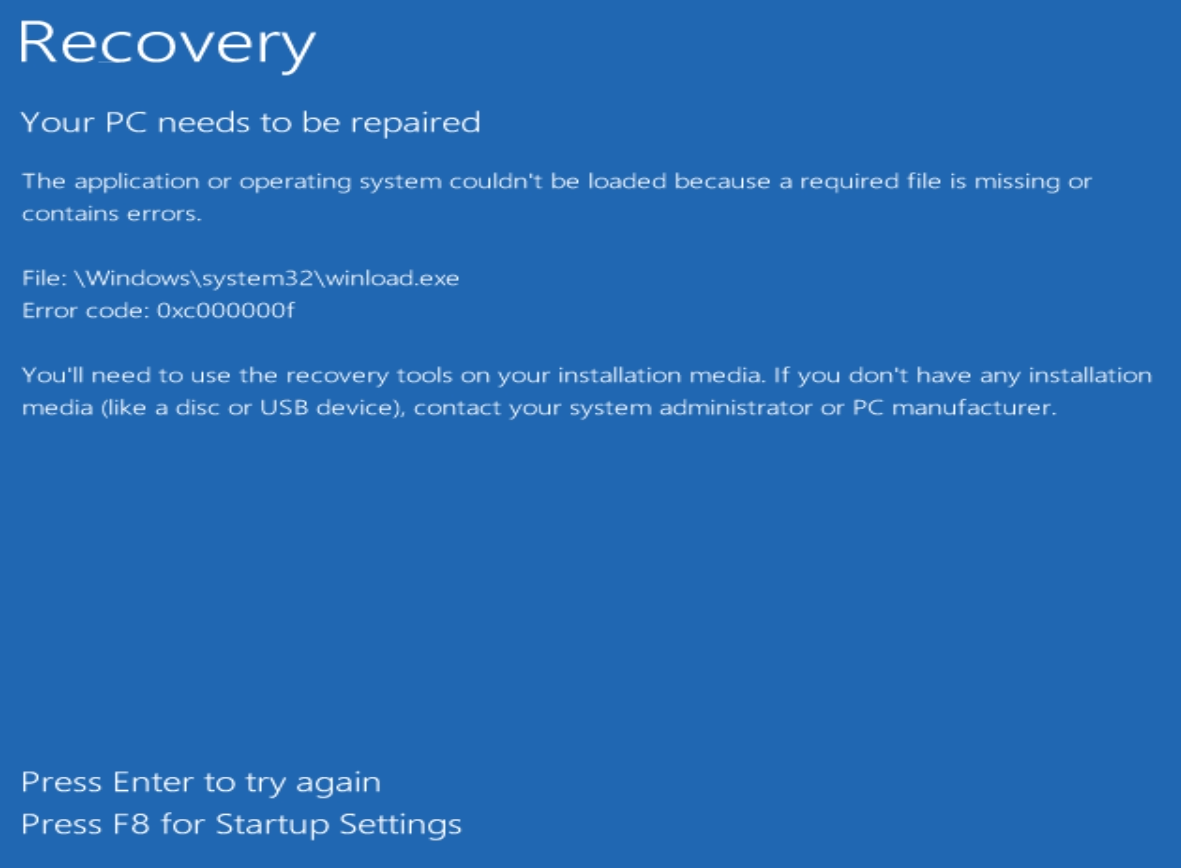 Recovery
Your PC needs to be repaired
The application or operating system couldn't be loaded because a required file is missing or
contains errors.
File: \Windows\system32\winload.exe
Error code: 0xc000000f
You'll need to use the recovery tools on your installation media. If you don't have any installation
media (like a disc or USB device), contact your system administrator or PC manufacturer.
Press Enter to try again
Press F8 for Startup Settings